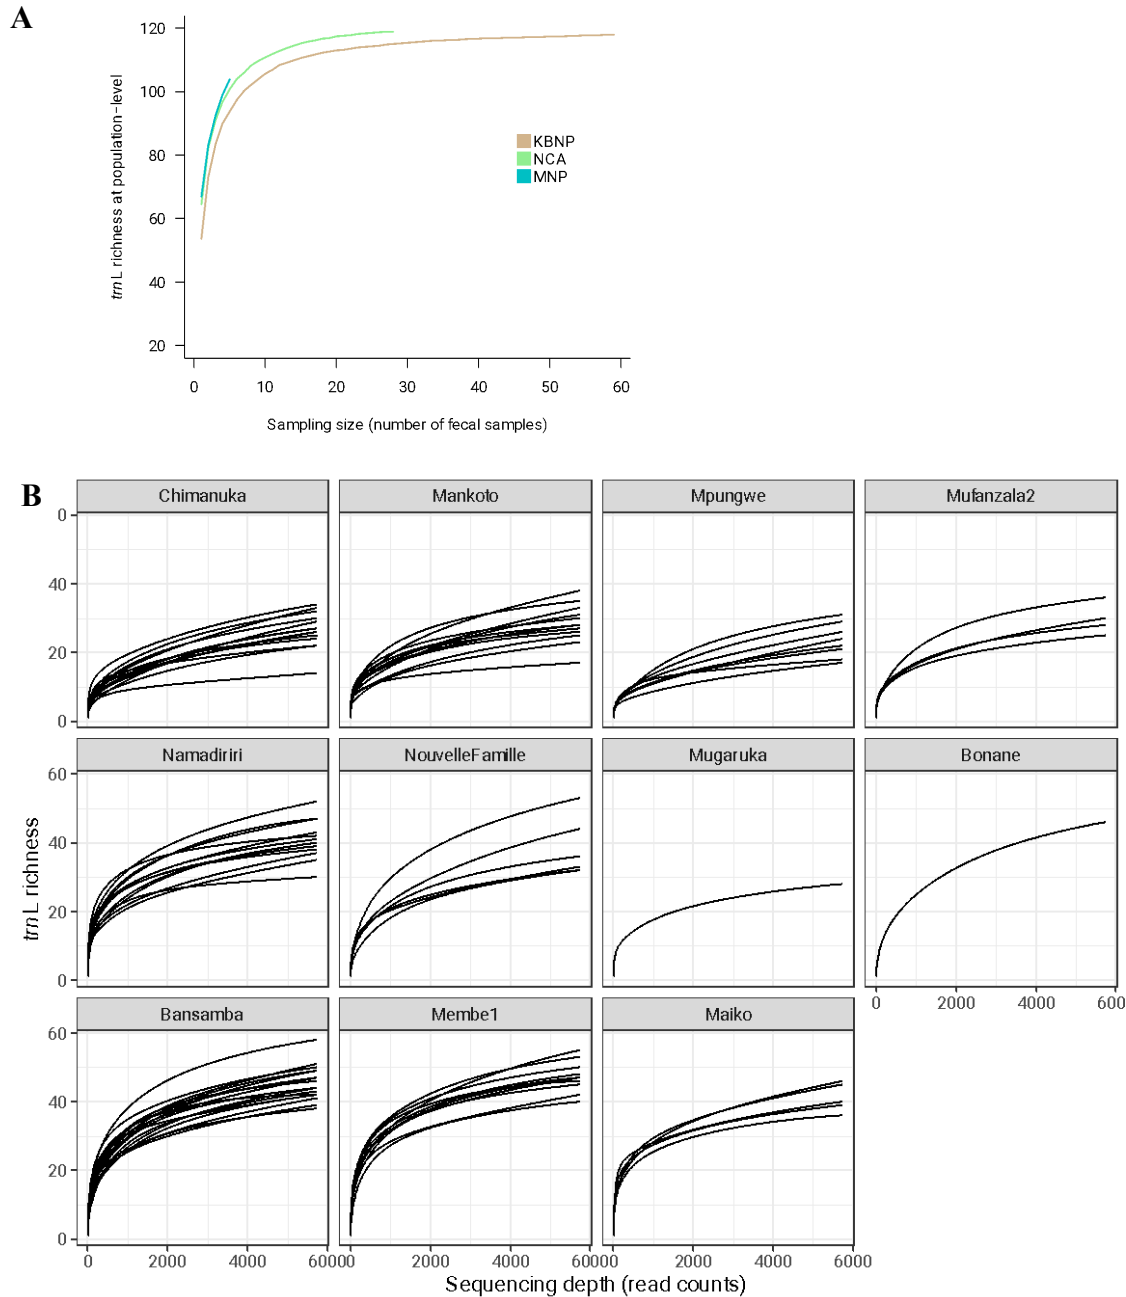 A
120
100
80
60
40
20
trnL richness at population-level
KBNP
NCA
MNP
0 10 20 30 40 50 60
Sampling size (number of fecal samples)
B
Chimanuka Mankoto Mpungwe Mufanzala2
0
40
20
0
Namadiriri NouvelleFamille Mugaruka Bonane
60
40
20
0
0 2000 4000 600
trnL richness
Bansamba Membe1 Maiko
60
40
20
0
0 2000 4000 60000 2000 4000 60000 2000 4000 6000
Sequencing depth (read counts)